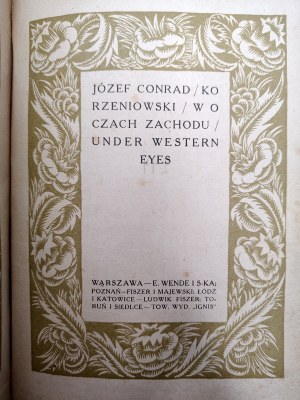 JÓZEF CONRAD/KO
RZENIOWSKI/W O
CZACH ZACHODU/
UNDER WESTERN
EYES
WARSZAWA—E. WENDE I S-KA;
POZNAŃ—FISZER I MAJEWSKI; ŁÓDŹ
I KATOWICE—LUDWIK FISZER; TO-
RUŃ I SIEDLCE—TOW. WYD. „IGNIS"